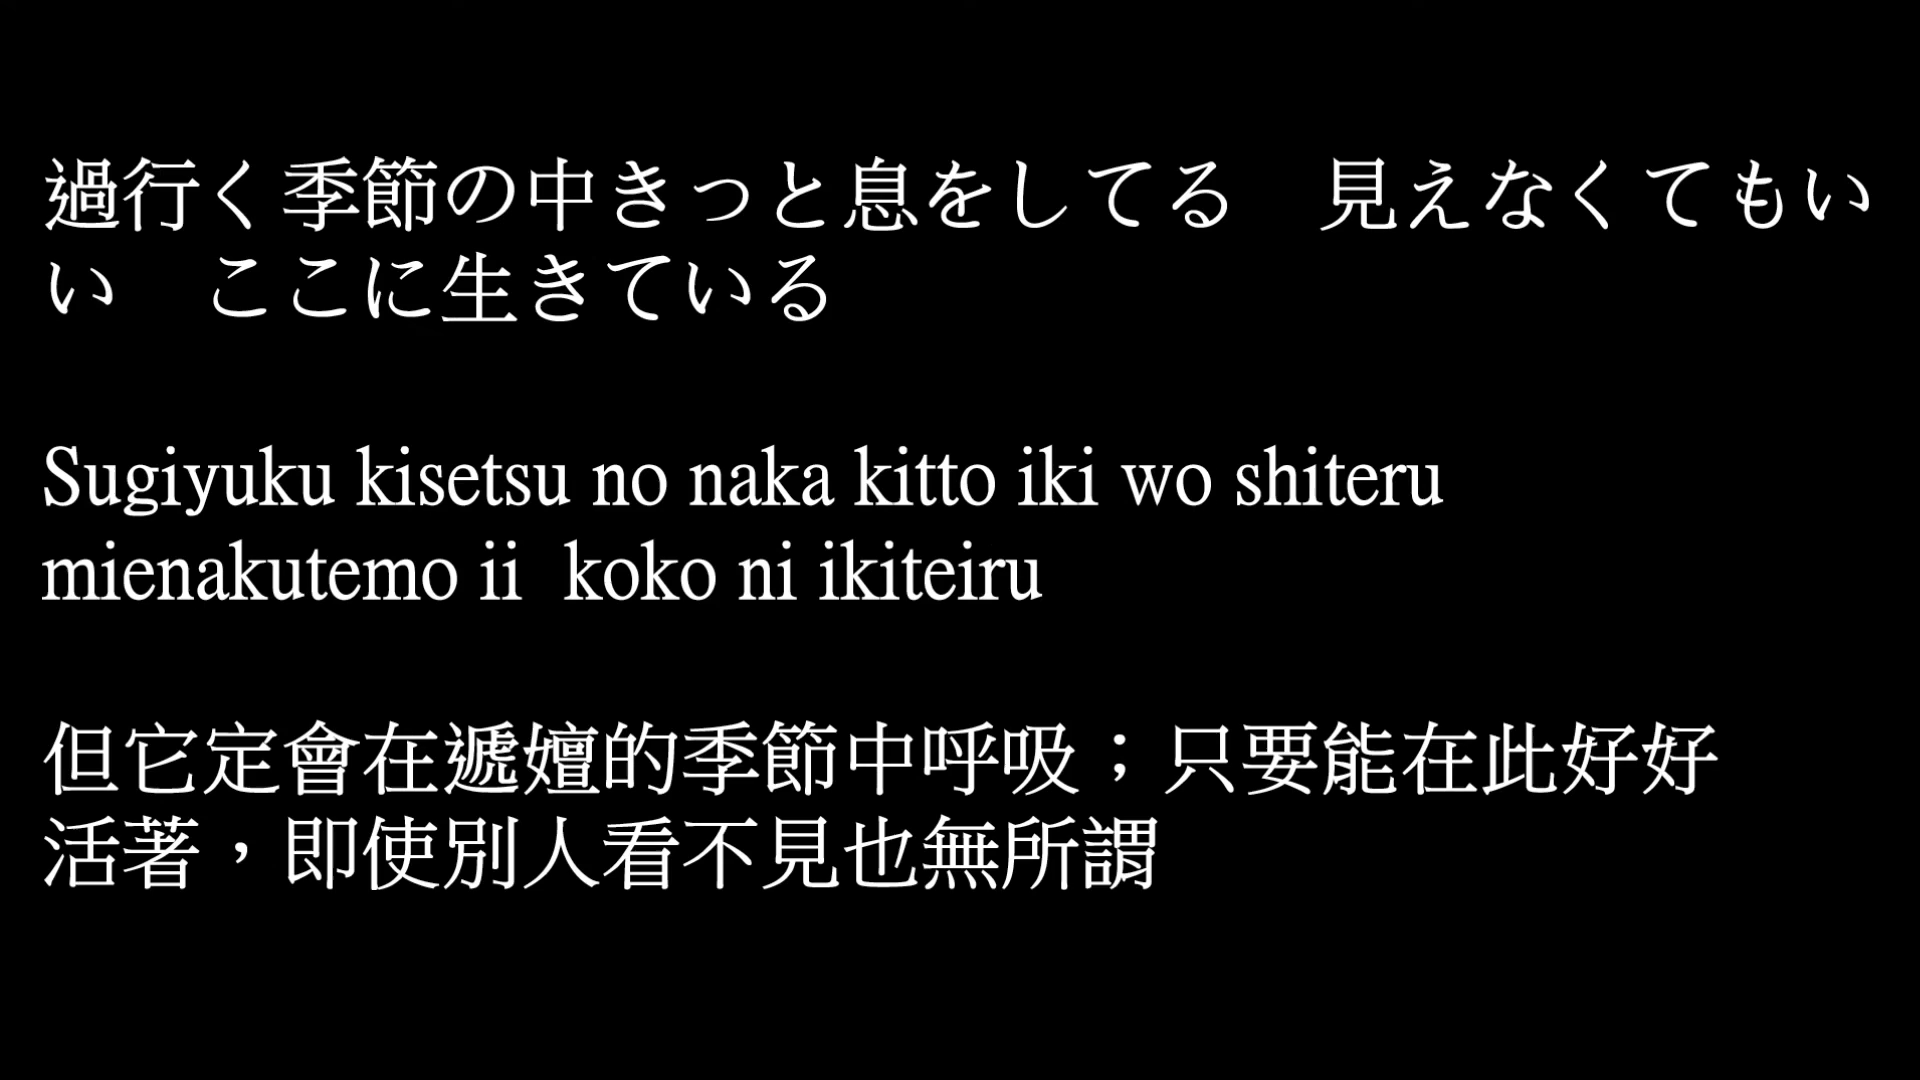 過行く季節の中きっと息をしてる　見えなくてもい
い　ここに生きている
Sugiyuku kisetsu no naka kitto iki wo shiteru
mienakutemo ii  koko ni ikiteiru
但它定會在遞嬗的季節中呼吸；只要能在此好好
活著，即使別人看不見也無所謂